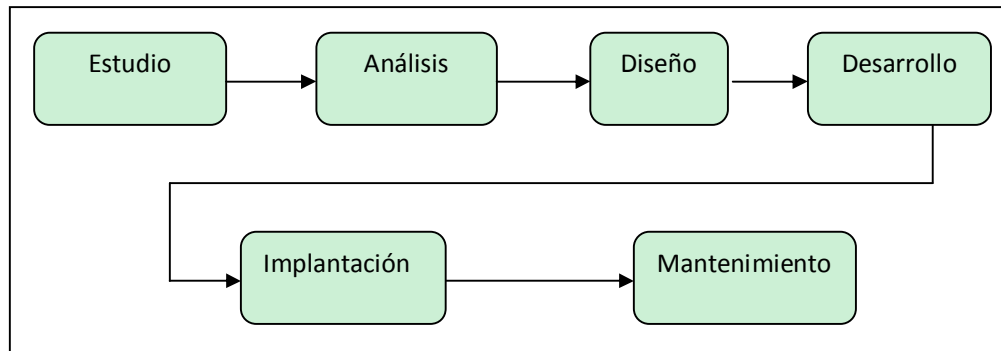 Estudio
Análisis
Diseño
Desarrollo
Implantación
Mantenimiento